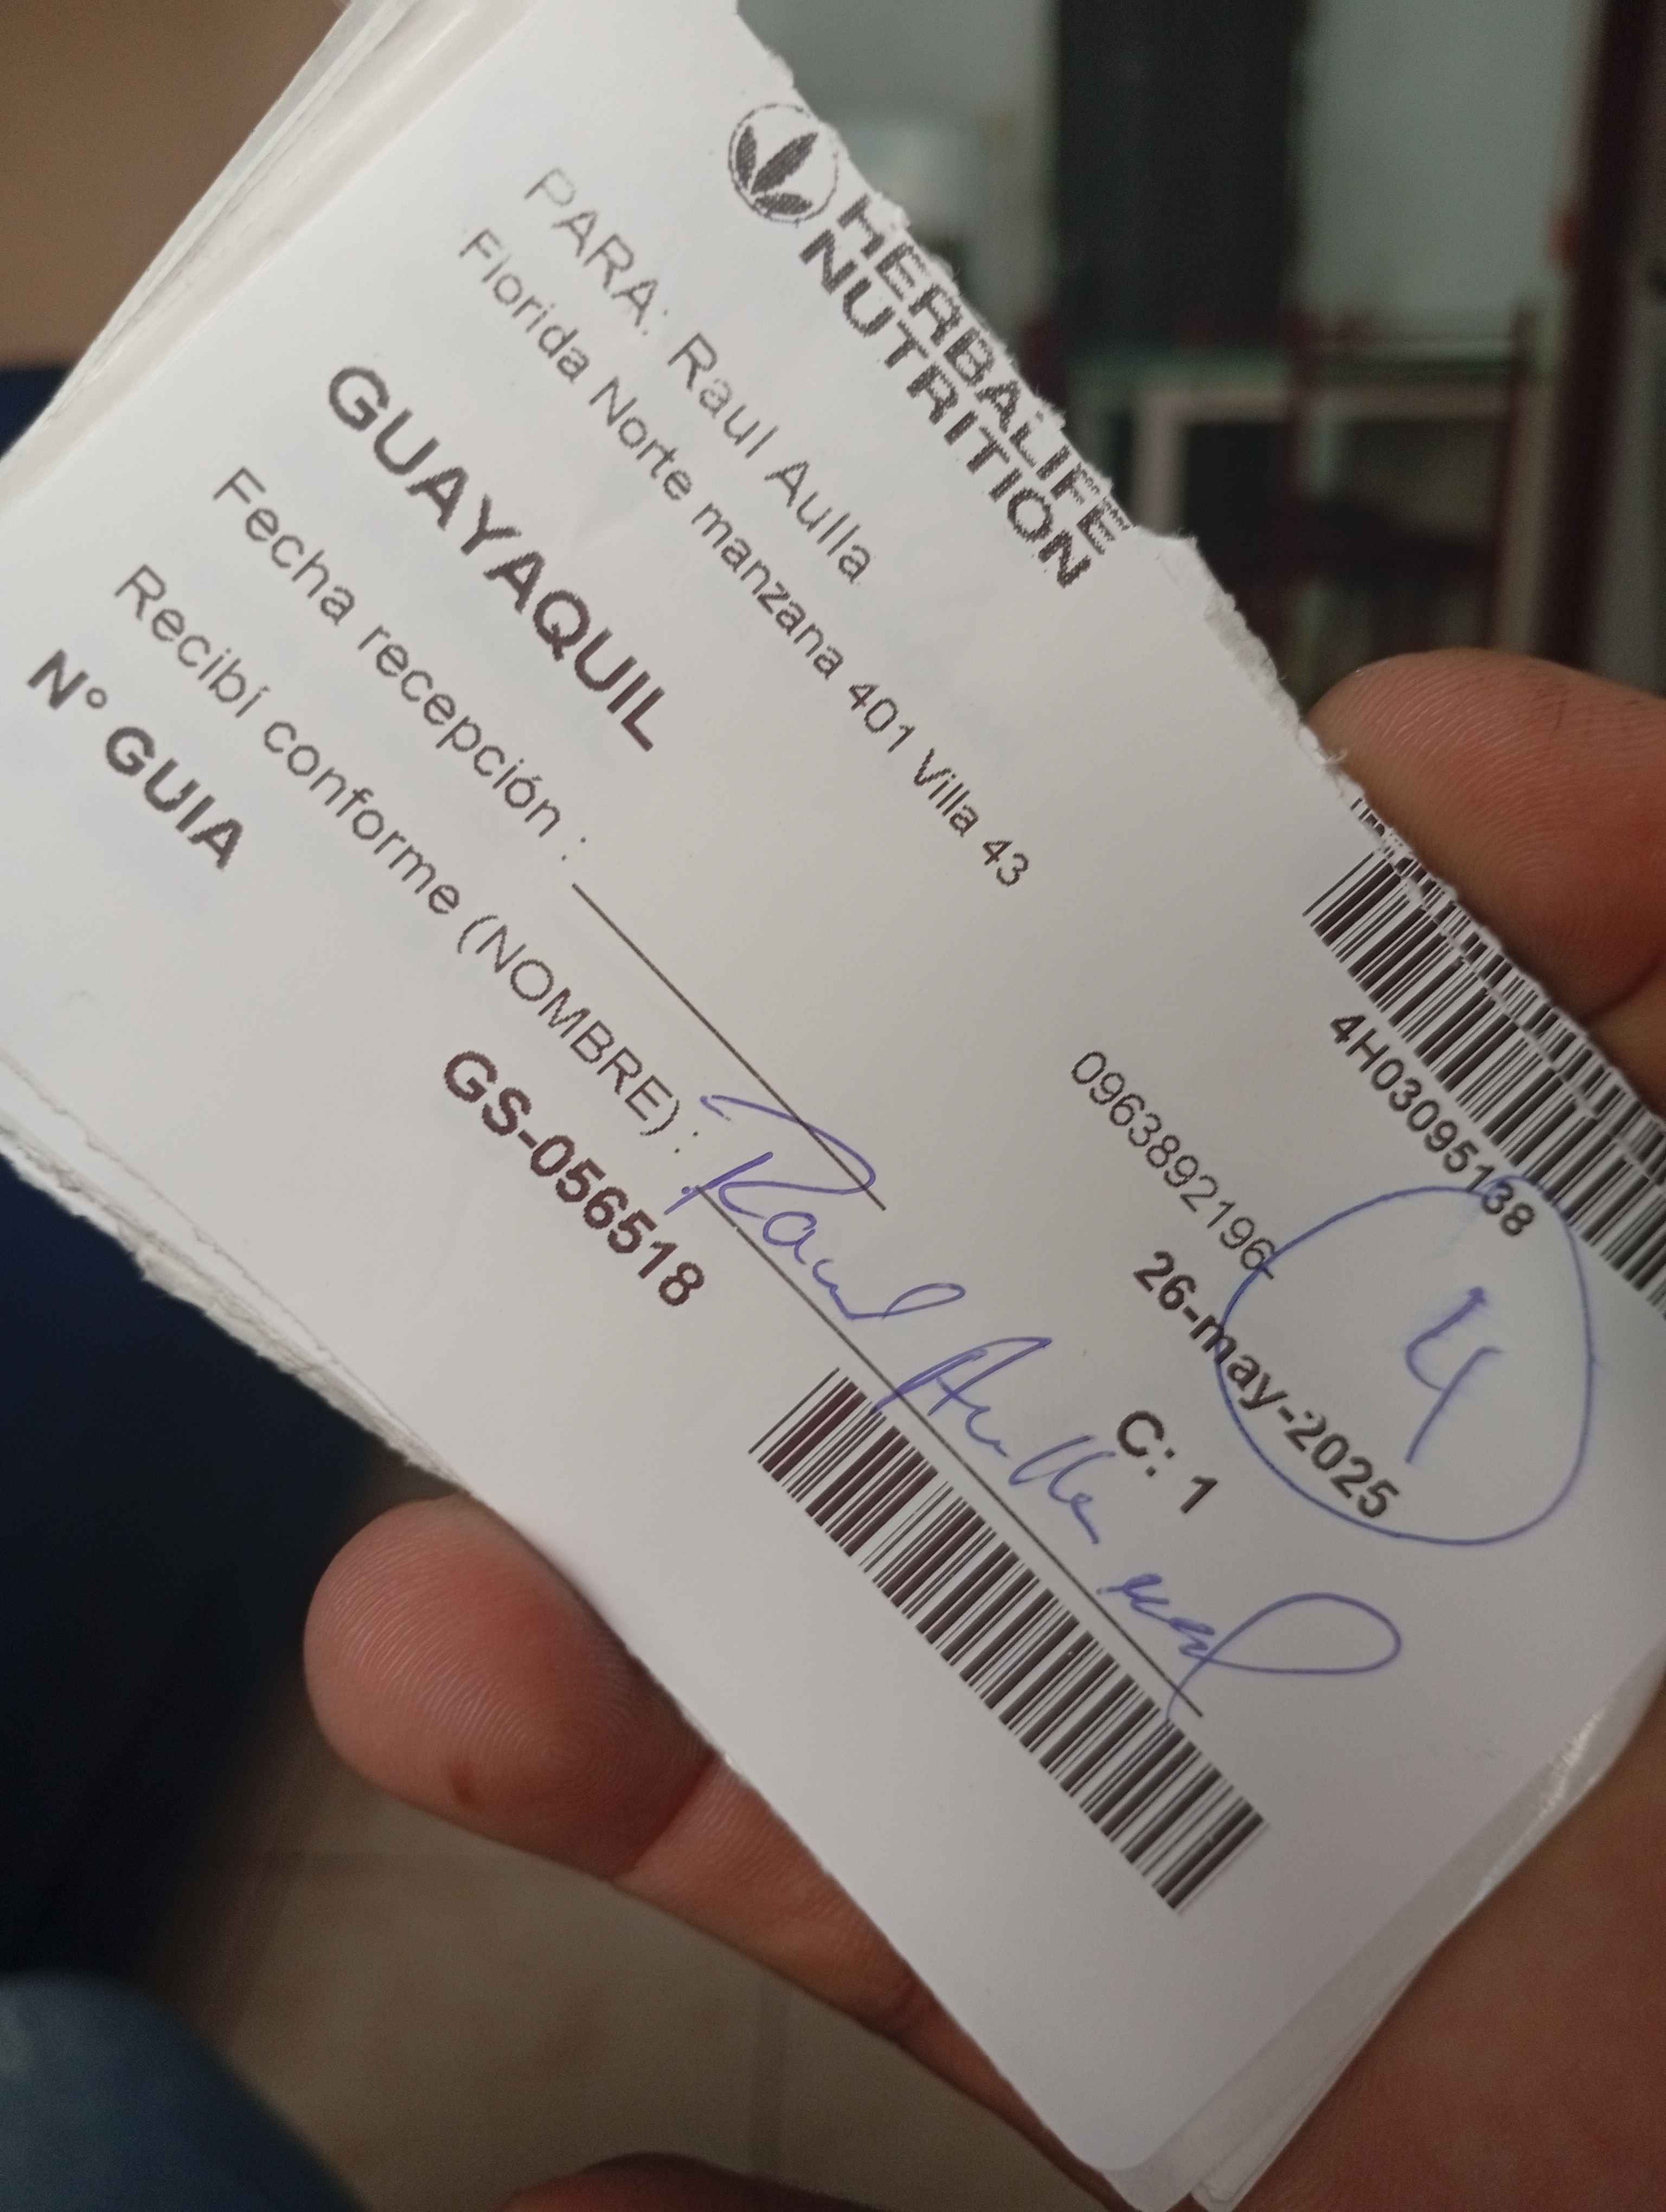 HERBALIFE
NUTRITION
4H03095138
PARA: Raul Aulla
0963892196
4
Florida Norte manzana 401 Villa 43
26-may-2025
GUAYAQUIL
C: 1
Fecha recepción :
Recibí conforme (NOMBRE) : Raul Aulla
N° GUIA
GS-056518